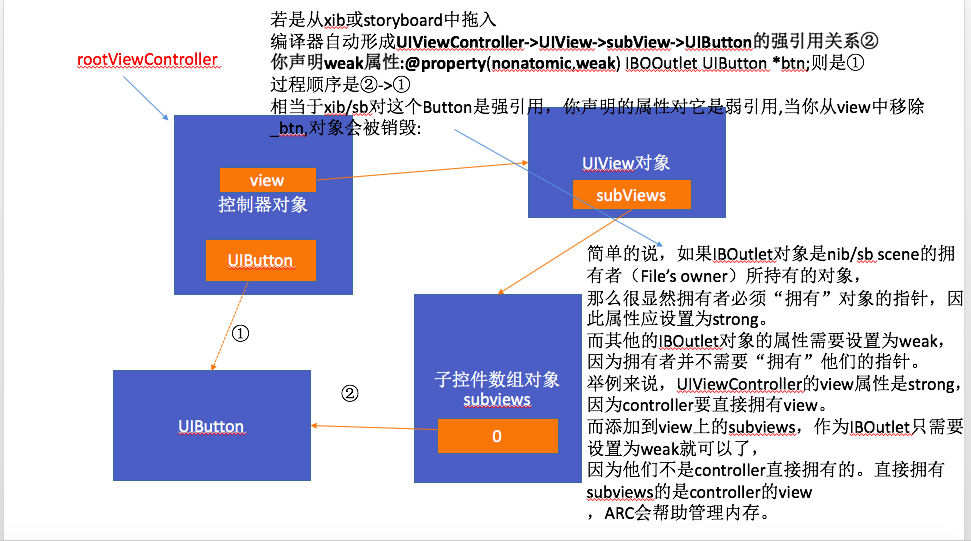 若是从xib或storyboard中拖入
编译器自动形成UIViewController->UIView->subView->UIButton的强引用关系②
你声明weak属性:@property(nonatomic,weak) IBOOutlet UIButton *btn;则是①
过程顺序是②->①
相当于xib/sb对这个Button是强引用，你声明的属性对它是弱引用,当你从view中移除
_btn,对象会被销毁:
rootViewController
view
控制器对象
UIButton
UIView对象
subViews
①
UIButton
②
子控件数组对象
subviews
0
简单的说，如果IBOutlet对象是nib/sb scene的拥
有者（File’s owner）所持有的对象，
那么很显然拥有者必须“拥有”对象的指针，因
此属性应设置为strong。
而其他的IBOutlet对象的属性需要设置为weak，
因为拥有者并不需要“拥有”他们的指针。
举例来说，UIViewController的view属性是strong，
因为controller要直接拥有view。
而添加到view上的subviews，作为IBOutlet只需要
设置为weak就可以了，
因为他们不是controller直接拥有的。直接拥有
subviews的是controller的view
，ARC会帮助管理内存。